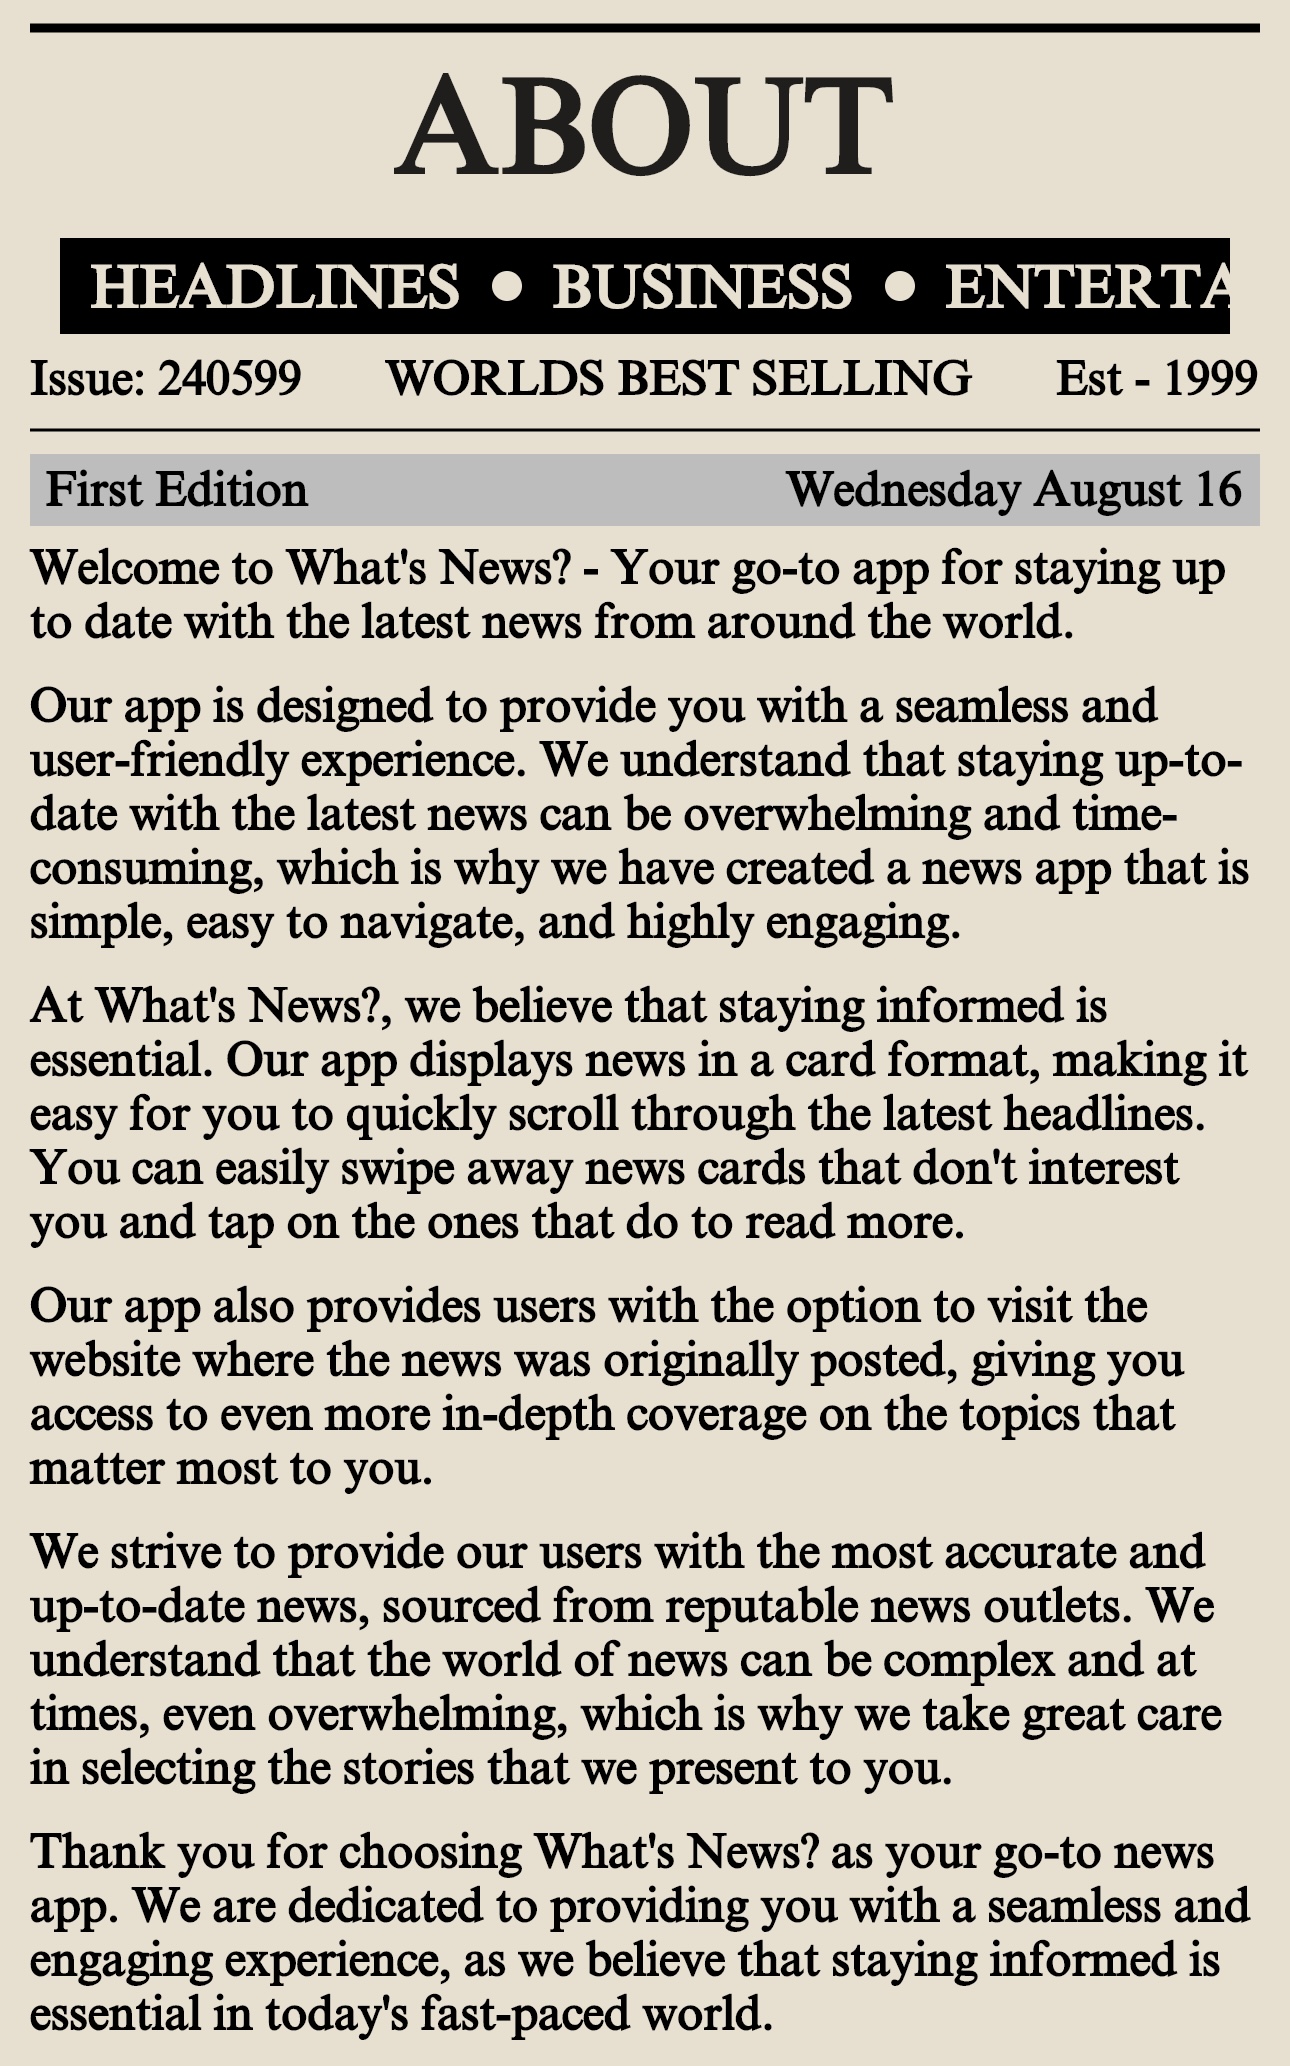 ABOUT
HEADLINES ● BUSINESS ● ENTERTA
Issue: 240599 WORLDS BEST SELLING Est - 1999
First Edition Wednesday August 16
Welcome to What's News? - Your go-to app for staying up
to date with the latest news from around the world.
Our app is designed to provide you with a seamless and
user-friendly experience. We understand that staying up-to-
date with the latest news can be overwhelming and time-
consuming, which is why we have created a news app that is
simple, easy to navigate, and highly engaging.
At What's News?, we believe that staying informed is
essential. Our app displays news in a card format, making it
easy for you to quickly scroll through the latest headlines.
You can easily swipe away news cards that don't interest
you and tap on the ones that do to read more.
Our app also provides users with the option to visit the
website where the news was originally posted, giving you
access to even more in-depth coverage on the topics that
matter most to you.
We strive to provide our users with the most accurate and
up-to-date news, sourced from reputable news outlets. We
understand that the world of news can be complex and at
times, even overwhelming, which is why we take great care
in selecting the stories that we present to you.
Thank you for choosing What's News? as your go-to news
app. We are dedicated to providing you with a seamless and
engaging experience, as we believe that staying informed is
essential in today's fast-paced world.